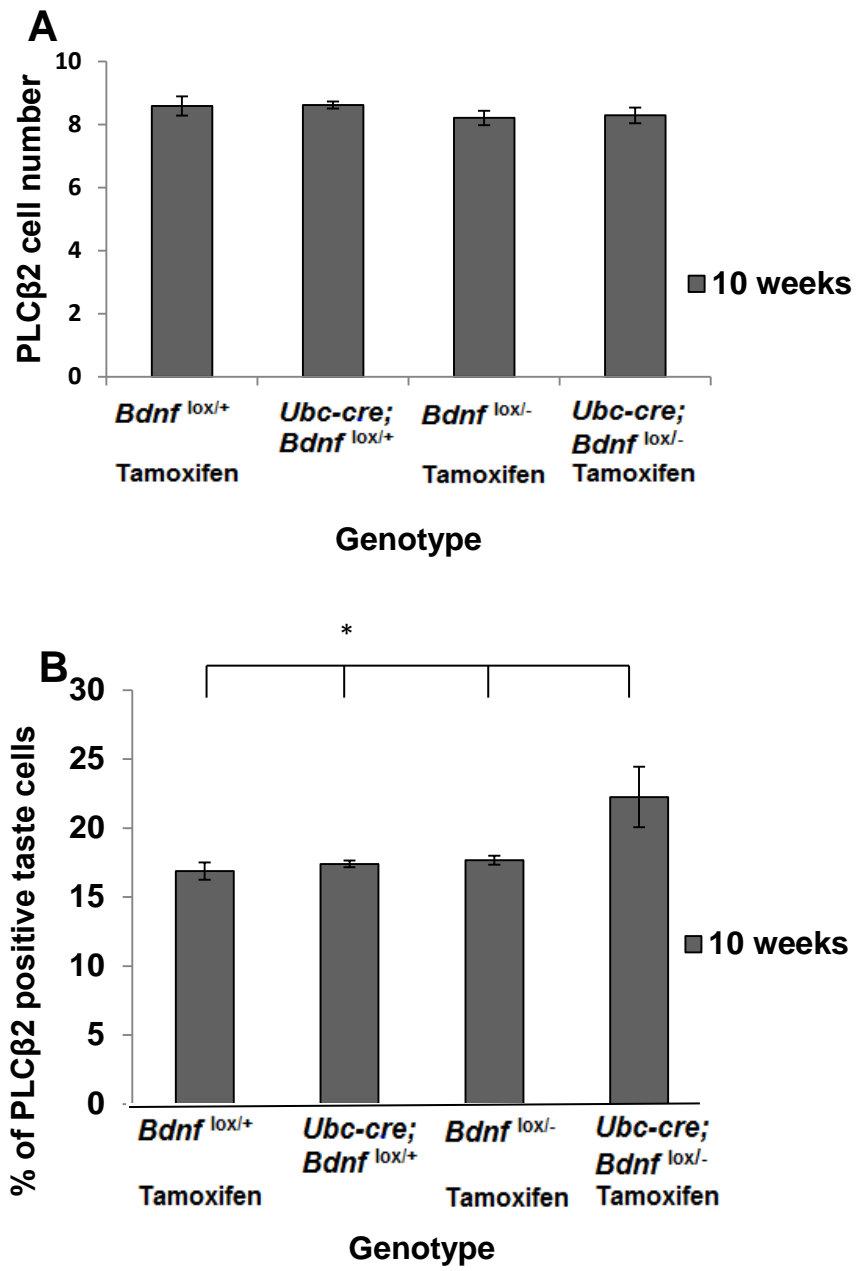 A
PLCβ2 cell number
10
8
6
4
2
0
10 weeks
Bdnf lox/+
Ubc-cre;
Bdnf lox/+
Bdnf lox/-
Ubc-cre;
Bdnf lox/-
Tamoxifen
Tamoxifen
Tamoxifen
Genotype
*
B
% of PLCβ2 positive taste cells
30
25
20
15
10
5
0
10 weeks
Bdnf lox/+
Ubc-cre;
Bdnf lox/+
Bdnf lox/-
Ubc-cre;
Bdnf lox/-
Tamoxifen
Tamoxifen
Tamoxifen
Genotype